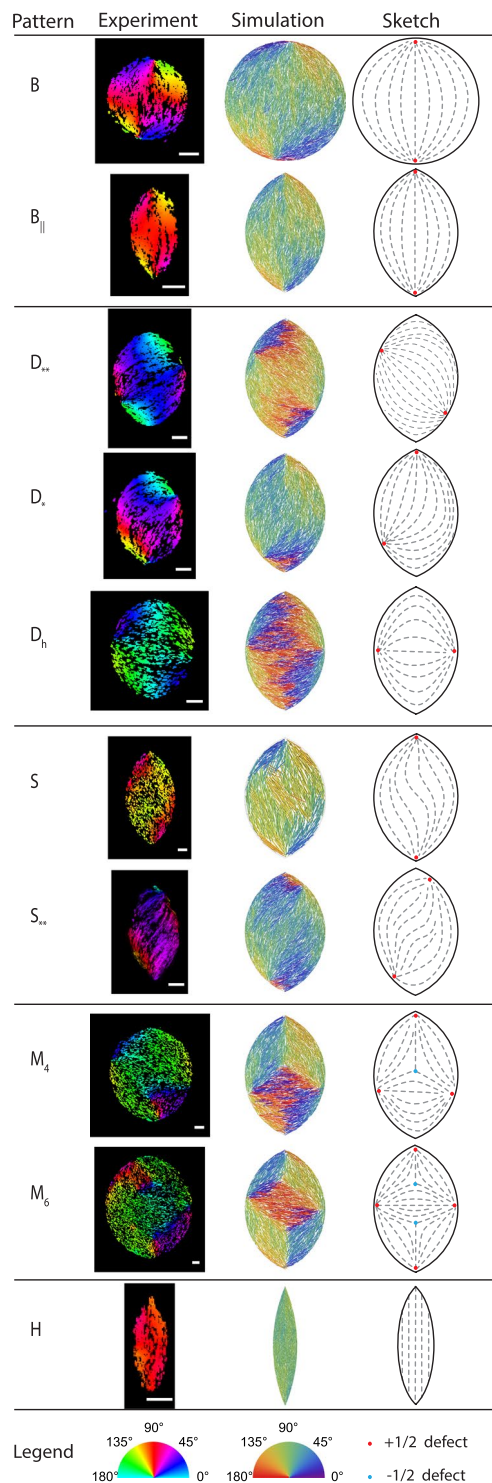 Pattern Experiment Simulation Sketch
B
B||
D**
D*
Dh
S
S**
M4
M6
H
Legend
90° 135° 45° 180° 0°
90° 135° 45° 180° 0°
+1/2 defect
-1/2 defect